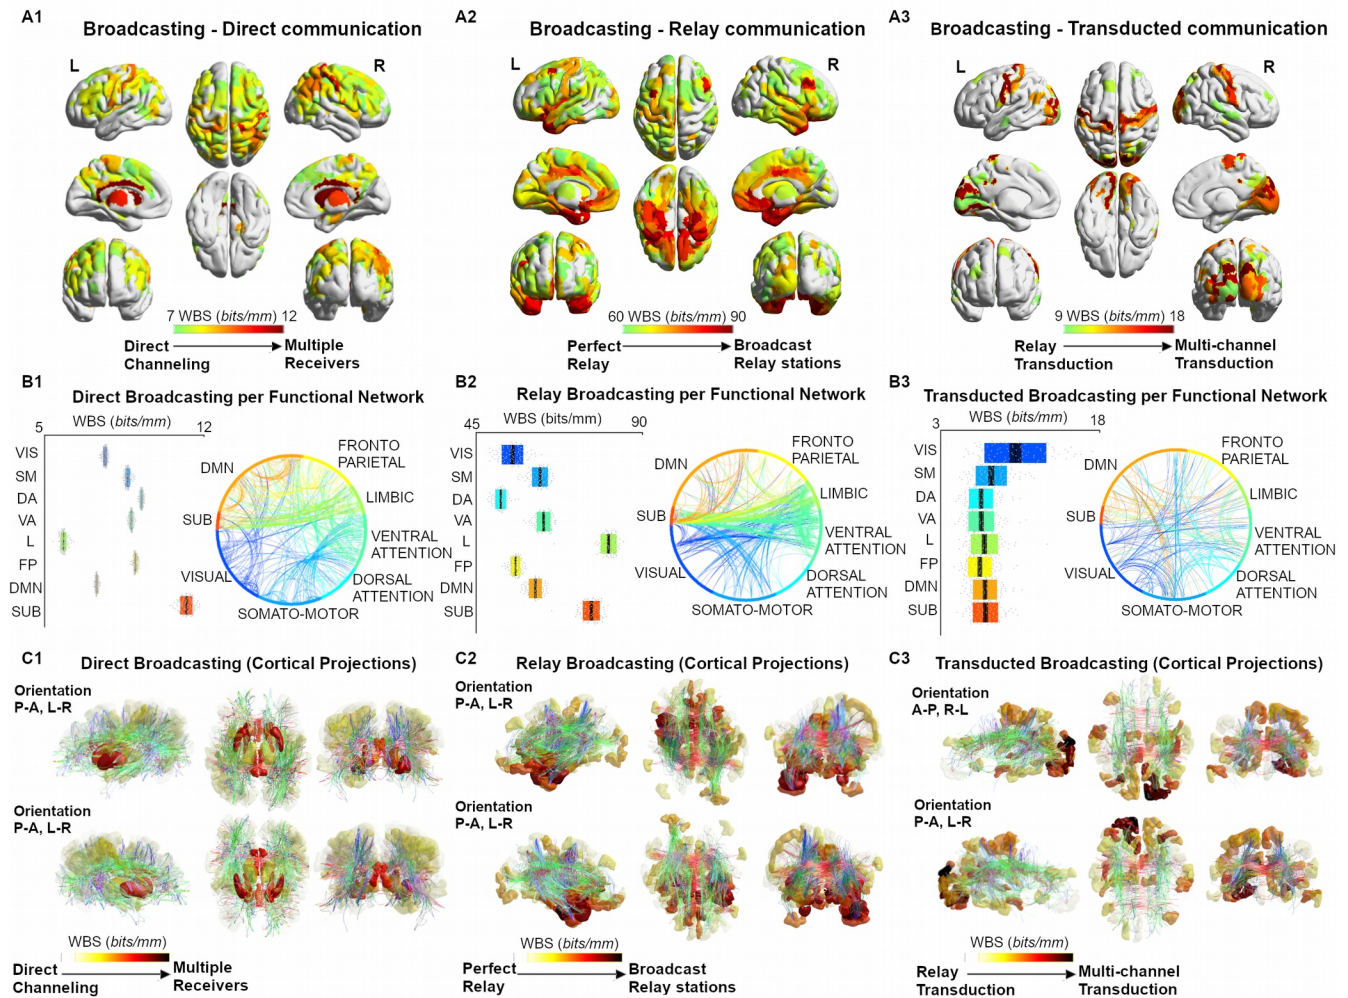 A1
Broadcasting - Direct communication
L
R
7 WBS (bits/mm) 12
Direct
Channeling
Multiple
Receivers
A2
Broadcasting - Relay communication
L
R
60 WBS (bits/mm) 90
Perfect
Relay
Broadcast
Relay stations
A3
Broadcasting - Transducted communication
L
R
9 WBS (bits/mm) 18
Relay
Transduction
Multi-channel
Transduction
B1
Direct Broadcasting per Functional Network
5
WBS (bits/mm)
12
VIS
SM
DA
VA
L
FP
DMN
SUB
DMN
FRONTO
PARIETAL
LIMBIC
SUB
VENTRAL
ATTENTION
VISUAL
DORSAL
ATTENTION
SOMATO-MOTOR
B2
Relay Broadcasting per Functional Network
45
WBS (bits/mm)
90
VIS
SM
DA
VA
L
FP
DMN
SUB
DMN
FRONTO
PARIETAL
LIMBIC
SUB
VENTRAL
ATTENTION
VISUAL
DORSAL
ATTENTION
SOMATO-MOTOR
B3
Transducted Broadcasting per Functional Network
3
WBS (bits/mm)
18
VIS
SM
DA
VA
L
FP
DMN
SUB
DMN
FRONTO
PARIETAL
LIMBIC
SUB
VENTRAL
ATTENTION
VISUAL
DORSAL
ATTENTION
SOMATO-MOTOR
C1
Direct Broadcasting (Cortical Projections)
Orientation
P-A, L-R
Orientation
P-A, L-R
WBS (bits/mm)
Direct
Channeling
Multiple
Receivers
C2
Relay Broadcasting (Cortical Projections)
Orientation
P-A, L-R
Orientation
P-A, L-R
WBS (bits/mm)
Perfect
Relay
Broadcast
Relay stations
C3
Transducted Broadcasting (Cortical Projections)
Orientation
A-P, R-L
Orientation
P-A, L-R
WBS (bits/mm)
Relay
Transduction
Multi-channel
Transduction